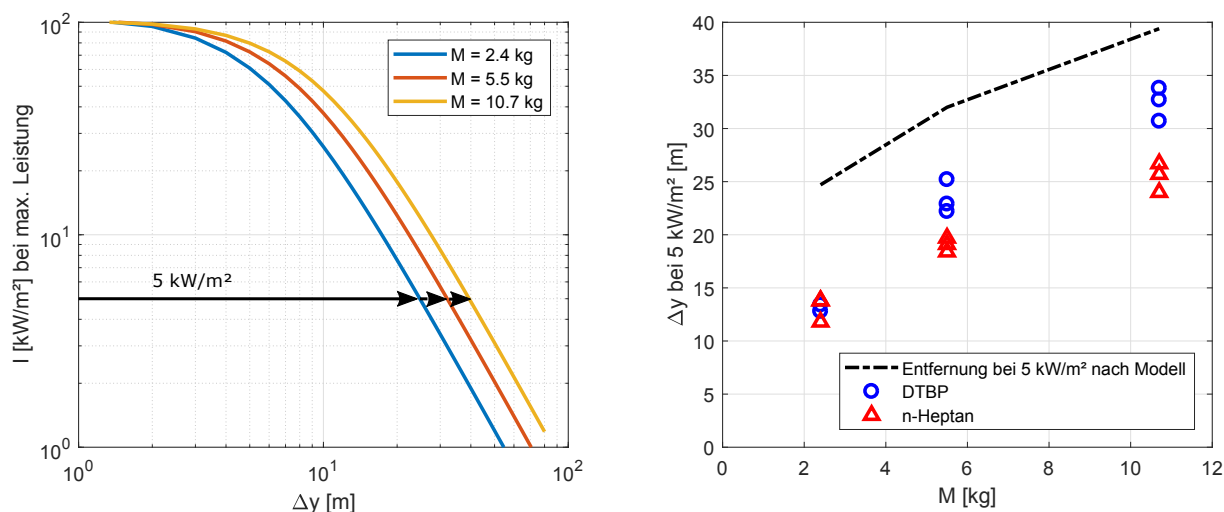 I [kW/m²] bei max. Leistung
10²
10¹
10⁰
M = 2.4 kg
M = 5.5 kg
M = 10.7 kg
5 kW/m²
10⁰ 10¹ 10²
Δy [m]
Δy bei 5 kW/m² [m]
40
35
30
25
20
15
10
5
0
Entfernung bei 5 kW/m² nach Modell
DTBP
n-Heptan
0 2 4 6 8 10 12
M [kg]